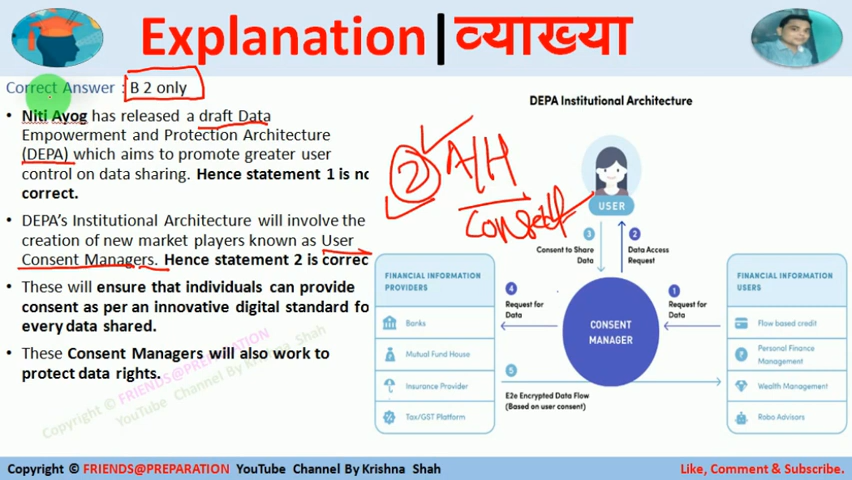 Explanation|व्याख्या
Correct Answer : B 2 only
• Niti Ayog has released a draft Data
Empowerment and Protection Architecture
(DEPA) which aims to promote greater user
control on data sharing. Hence statement 1 is no
correct.
• DEPA's Institutional Architecture will involve the
creation of new market players known as User
Consent Managers. Hence statement 2 is correc
• These will ensure that individuals can provide
consent as per an innovative digital standard fo
every data shared.
• These Consent Managers will also work to
protect data rights.
Copyright © FRIENDS@PREPARATION
YouTube Channel By Krishna Shah
DEPA Institutional Architecture
2 A/H
Consent
USER
3
Consent to Share
Data
2
Data Access
Request
FINANCIAL INFORMATION
PROVIDERS
Banks
Mutual Fund House
Insurance Provider
Tax/GST Platform
4
Request for
Data
CONSENT
MANAGER
1
Request for
Data
5
E2e Encrypted Data Flow
(Based on user consent)
FINANCIAL INFORMATION
USERS
Flow based credit
Personal Finance
Management
Wealth Management
Robo Advisors
Copyright © FRIENDS@PREPARATION YouTube Channel By Krishna Shah
Like, Comment & Subscribe.